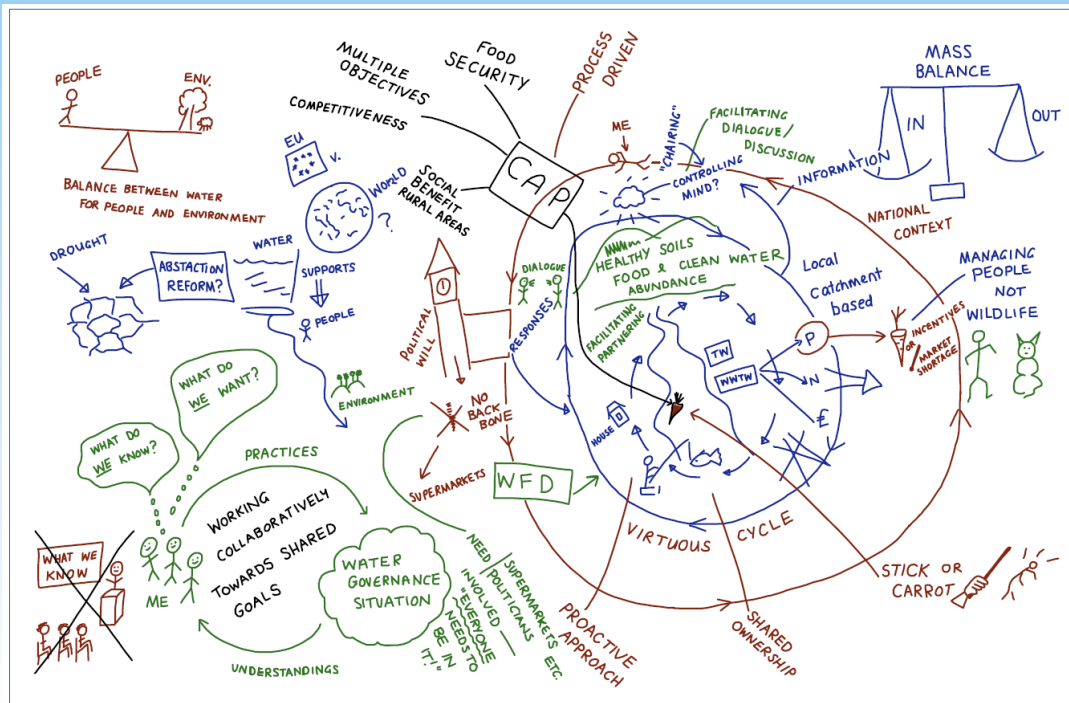 PEOPLE
ENV.
BALANCE BETWEEN WATER
FOR PEOPLE AND ENVIRONMENT
MULTIPLE
OBJECTIVES
FOOD
SECURITY
COMPETITIVENESS
SOCIAL
BENEFIT
RURAL AREAS
CAP
EU
V.
WORLD
?
PROCESS
DRIVEN
ME
"CHAIRING"
CONTROLLING
MIND?
FACILITATING
DIALOGUE/
DISCUSSION
INFORMATION
MASS
BALANCE
IN
OUT
NATIONAL
CONTEXT
DROUGHT
ABSTACTION
REFORM?
WATER
SUPPORTS
PEOPLE
ENVIRONMENT
POLITICAL
WILL
NO
BACK
BONE
SUPERMARKETS
DIALOGUE
RESPONSES
HEALTHY SOILS
FOOD & CLEAN WATER
ABUNDANCE
FACILITATING
PARTNERING
Local
Catchment
based
TW
WWTW
P
N
£
HOUSE
INCENTIVES
OR
MARKET
SHORTAGE
MANAGING
PEOPLE
NOT
WILDLIFE
WFD
VIRTUOUS CYCLE
STICK OR
CARROT
PROACTIVE
APPROACH
SHARED
OWNERSHIP
WHAT DO
WE WANT?
WHAT DO
WE KNOW?
PRACTICES
WORKING
COLLABORATIVELY
TOWARDS SHARED
GOALS
WATER
GOVERNANCE
SITUATION
UNDERSTANDINGS
ME
WHAT WE
KNOW
NEED SUPERMARKETS ETC.
POLITICIANS
INVOLVED
"EVERYONE
NEEDS TO
BE IN
IT!"